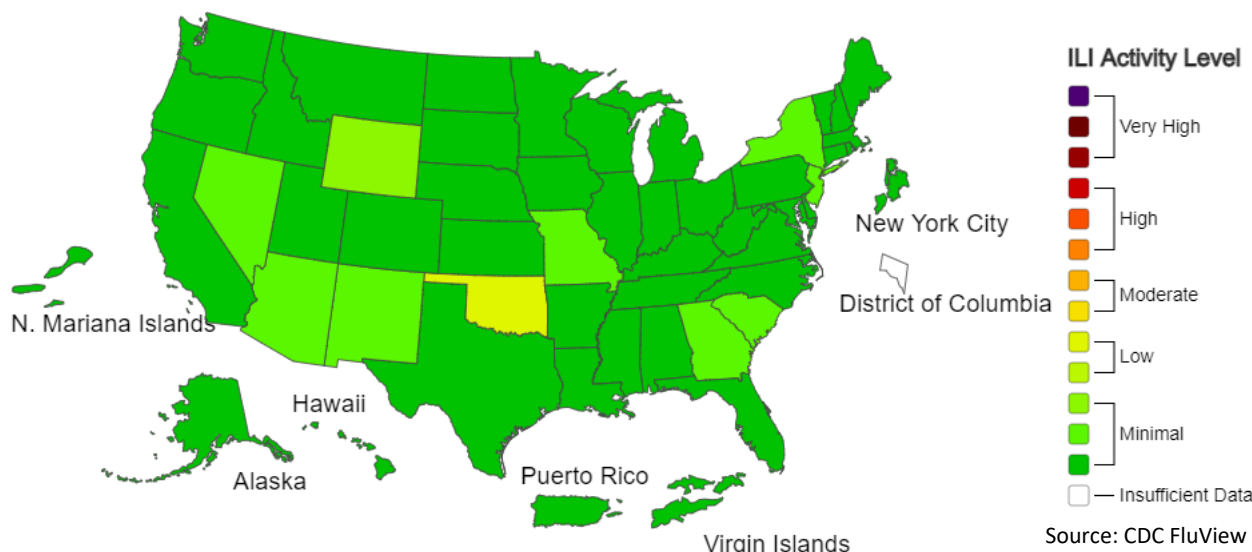 ILI Activity Level
Very High
High
Moderate
Low
Minimal
Insufficient Data
New York City
District of Columbia
N. Mariana Islands
Hawaii
Alaska
Puerto Rico
Virgin Islands
Source: CDC FluView